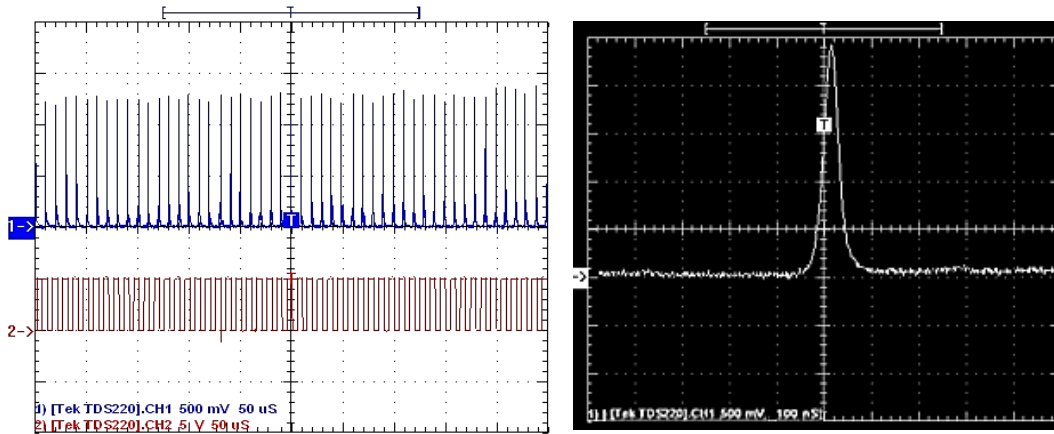 T
T
1->
2->
1) [Tek TDS220].CH1 500 mV 50 uS
2) [Tek TDS220].CH2 5 V 50 uS
T
T
->
1) [Tek TDS220].CH1 500 mV 100 nS